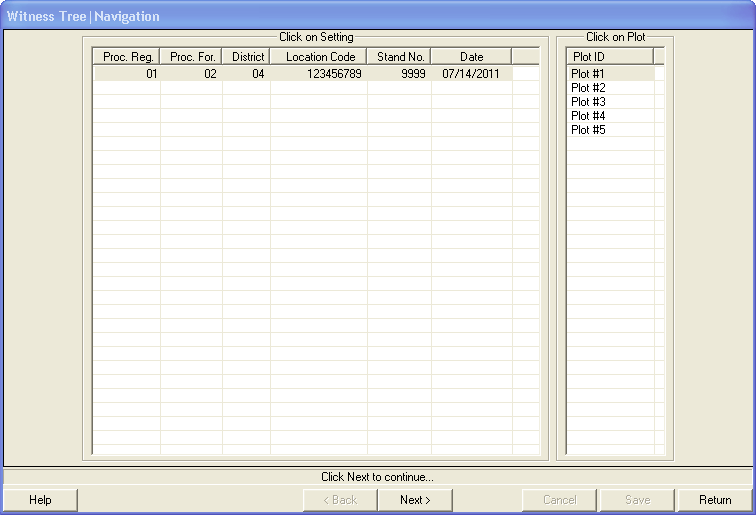 Witness Tree|Navigation
Click on Setting
Proc. Reg. Proc. For. District Location Code Stand No. Date
01 02 04 123456789 9999 07/14/2011
Click on Plot
Plot ID
Plot #1
Plot #2
Plot #3
Plot #4
Plot #5
Click Next to continue...
Help < Back Next > Cancel Save Return